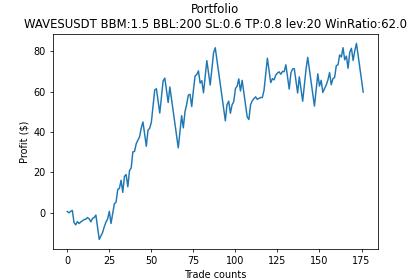 Portfolio
WAVESUSDT BBM:1.5 BBL:200 SL:0.6 TP:0.8 lev:20 WinRatio:62.0
80
60
40
20
0
Profit ($)
0 25 50 75 100 125 150 175
Trade counts